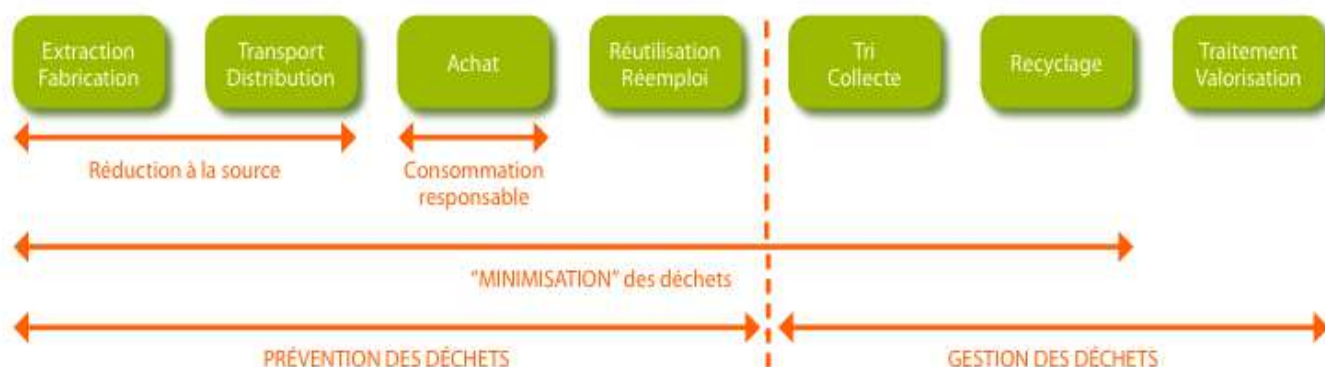 Extraction
Fabrication
Transport
Distribution
Achat
Réutilisation
Réemploi
Tri
Collecte
Recyclage
Traitement
Valorisation
Réduction à la source
Consommation
responsable
"MINIMISATION" des déchets
PRÉVENTION DES DÉCHETS
GESTION DES DÉCHETS